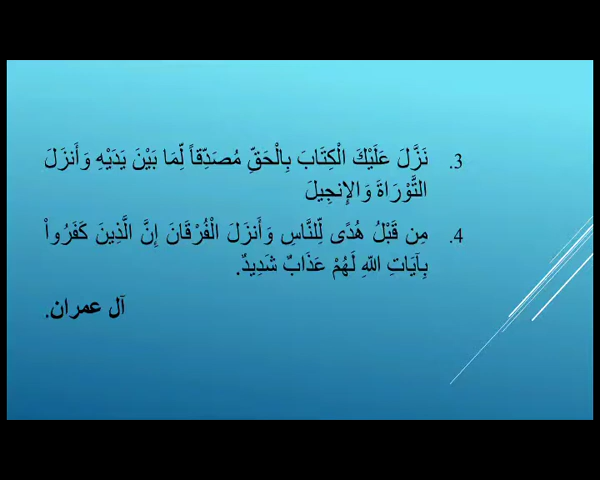 3. نَزَّلَ عَلَيْكَ الْكِتَابَ بِالْحَقِّ مُصَدِّقاً لِّمَا بَيْنَ يَدَيْهِ وَأَنزَلَ
التَّوْرَاةَ وَالإِنجِيلَ
4. مِن قَبْلُ هُدًى لِّلنَّاسِ وَأَنزَلَ الْفُرْقَانَ إِنَّ الَّذِينَ كَفَرُواْ
بِآيَاتِ اللّهِ لَهُمْ عَذَابٌ شَدِيدٌ.
آل عمران.